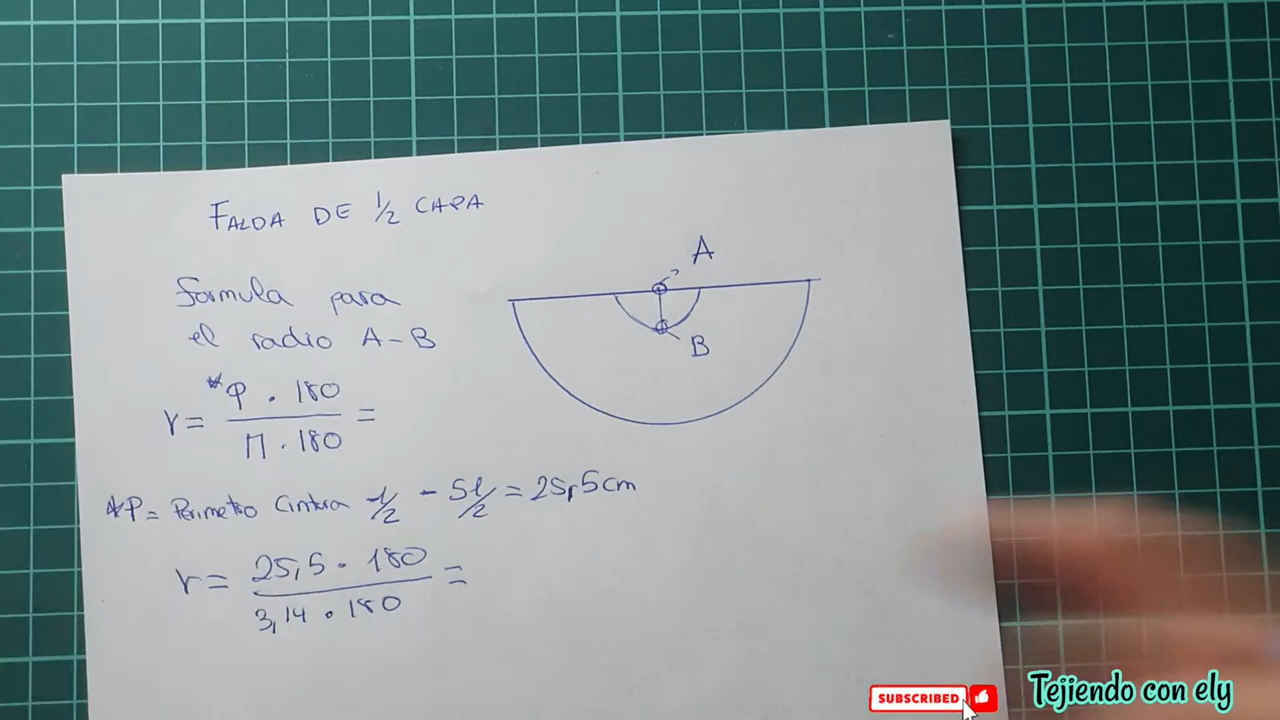 FALDA DE 1/2 CAPA
formula para
el radio A-B
r = *P . 180 / π . 180 =
*P = Perimetro Cintura 1/2 - 51/2 = 25,5cm
r = 25,5 . 180 / 3,14 . 180 =
A
B
SUBSCRIBED
Tejiendo con ely